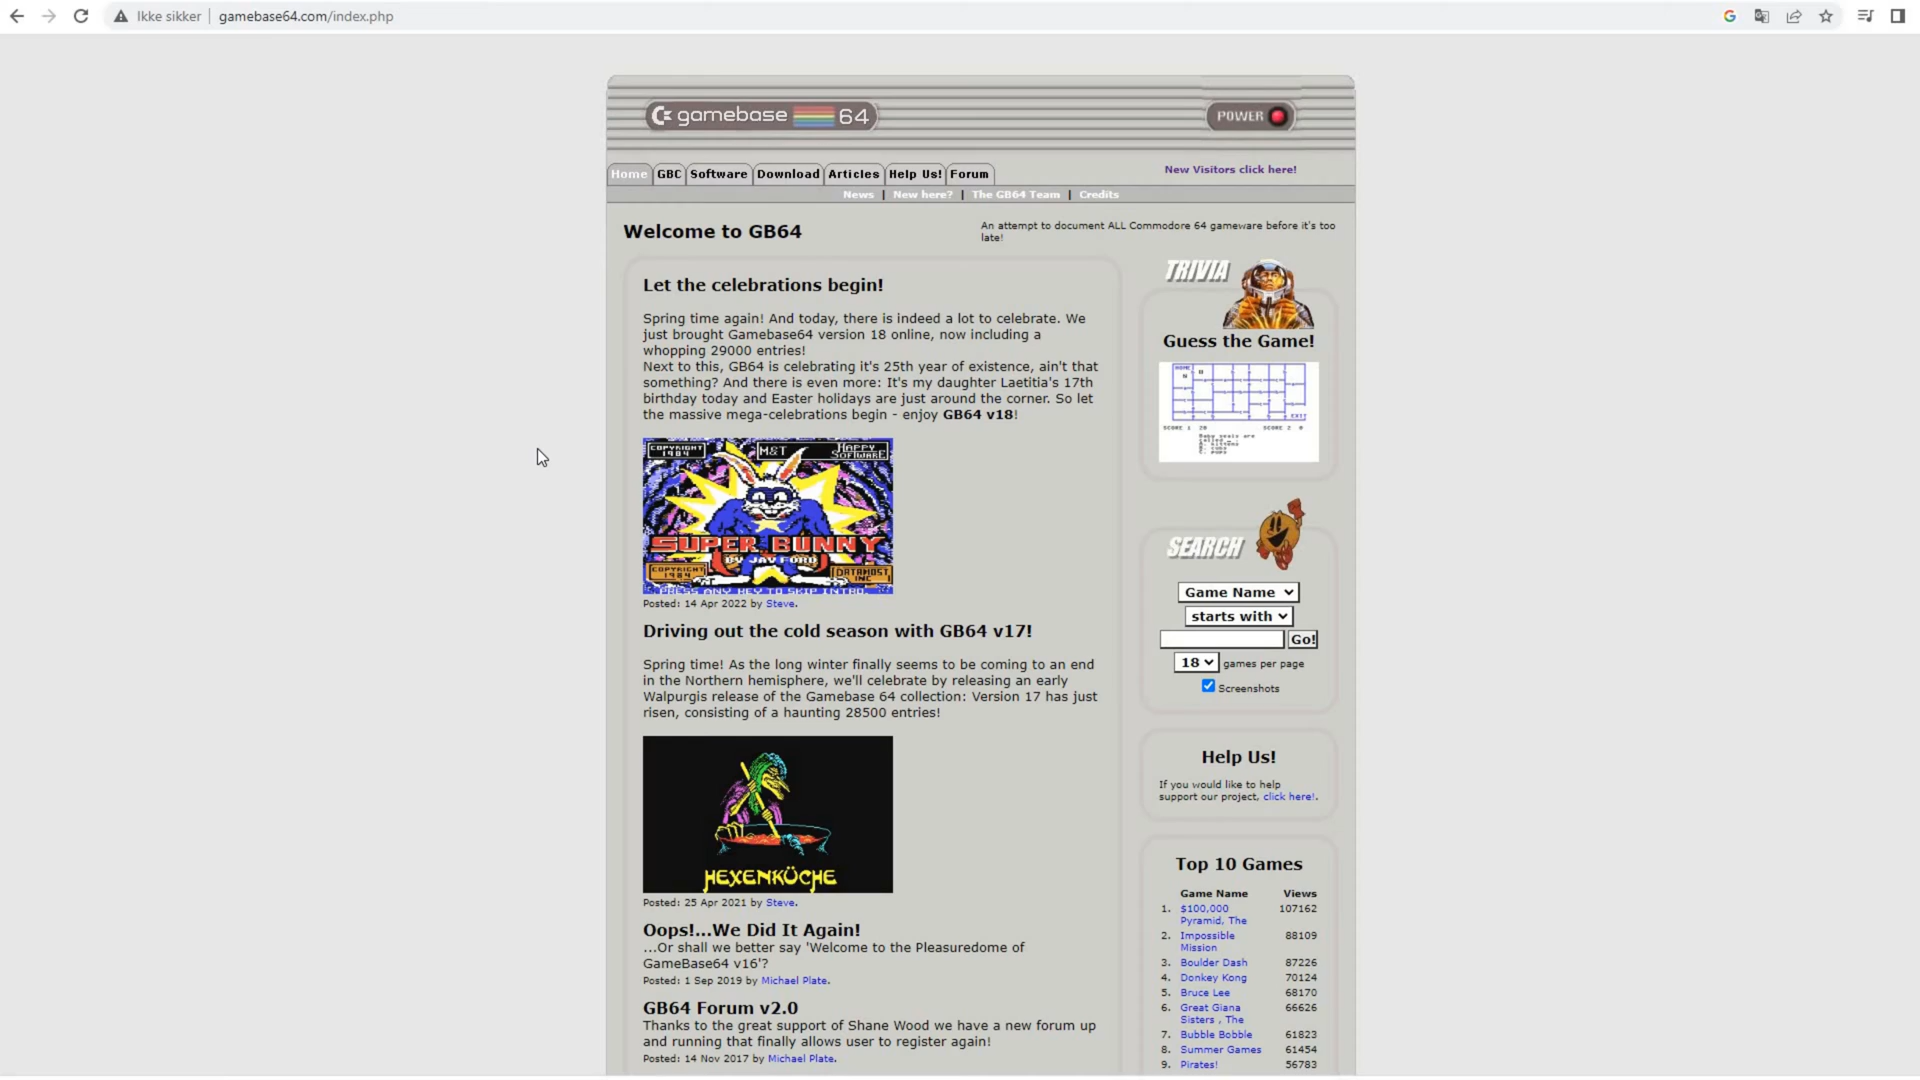 Ikke sikker | gamebase64.com/index.php
gamebase 64
POWER
Home GBC Software Download Articles Help Us! Forum
New Visitors click here!
News | New here? | The GB64 Team | Credits
Welcome to GB64
An attempt to document ALL Commodore 64 gameware before it's too
late!
Let the celebrations begin!
Spring time again! And today, there is indeed a lot to celebrate. We
just brought Gamebase64 version 18 online, now including a
whopping 29000 entries!
Next to this, GB64 is celebrating it's 25th year of existence, ain't that
something? And there is even more: It's my daughter Laetitia's 17th
birthday today and Easter holidays are just around the corner. So let
the massive mega-celebrations begin - enjoy GB64 v18!
COPYRIGHT
1984
M&T
HAPPY
SOFTWARE
SUPER BUNNY
BY JAY FORD
COPYRIGHT
1984
DATAMOST
INC
PRESS ANY KEY TO SKIP INTRO.
Posted: 14 Apr 2022 by Steve.
Driving out the cold season with GB64 v17!
Spring time! As the long winter finally seems to be coming to an end
in the Northern hemisphere, we'll celebrate by releasing an early
Walpurgis release of the Gamebase 64 collection: Version 17 has just
risen, consisting of a haunting 28500 entries!
HEXENKÜCHE
Posted: 25 Apr 2021 by Steve.
Oops!...We Did It Again!
...Or shall we better say 'Welcome to the Pleasuredome of
GameBase64 v16'?
Posted: 1 Sep 2019 by Michael Plate.
GB64 Forum v2.0
Thanks to the great support of Shane Wood we have a new forum up
and running that finally allows user to register again!
Posted: 14 Nov 2017 by Michael Plate.
TRIVIA
Guess the Game!
HOME
EXIT
SCORE 1 20 SCORE 2 0
Baby seals are
called
A. kittens
B. cubs
C. pups
SEARCH
Game Name
starts with
Go!
18 games per page
Screenshots
Help Us!
If you would like to help
support our project, click here!.
Top 10 Games
Game Name Views
1. $100,000 107162
Pyramid, The
2. Impossible 88109
Mission
3. Boulder Dash 87226
4. Donkey Kong 70124
5. Bruce Lee 68170
6. Great Giana 66626
Sisters , The
7. Bubble Bobble 61823
8. Summer Games 61454
9. Pirates! 56783